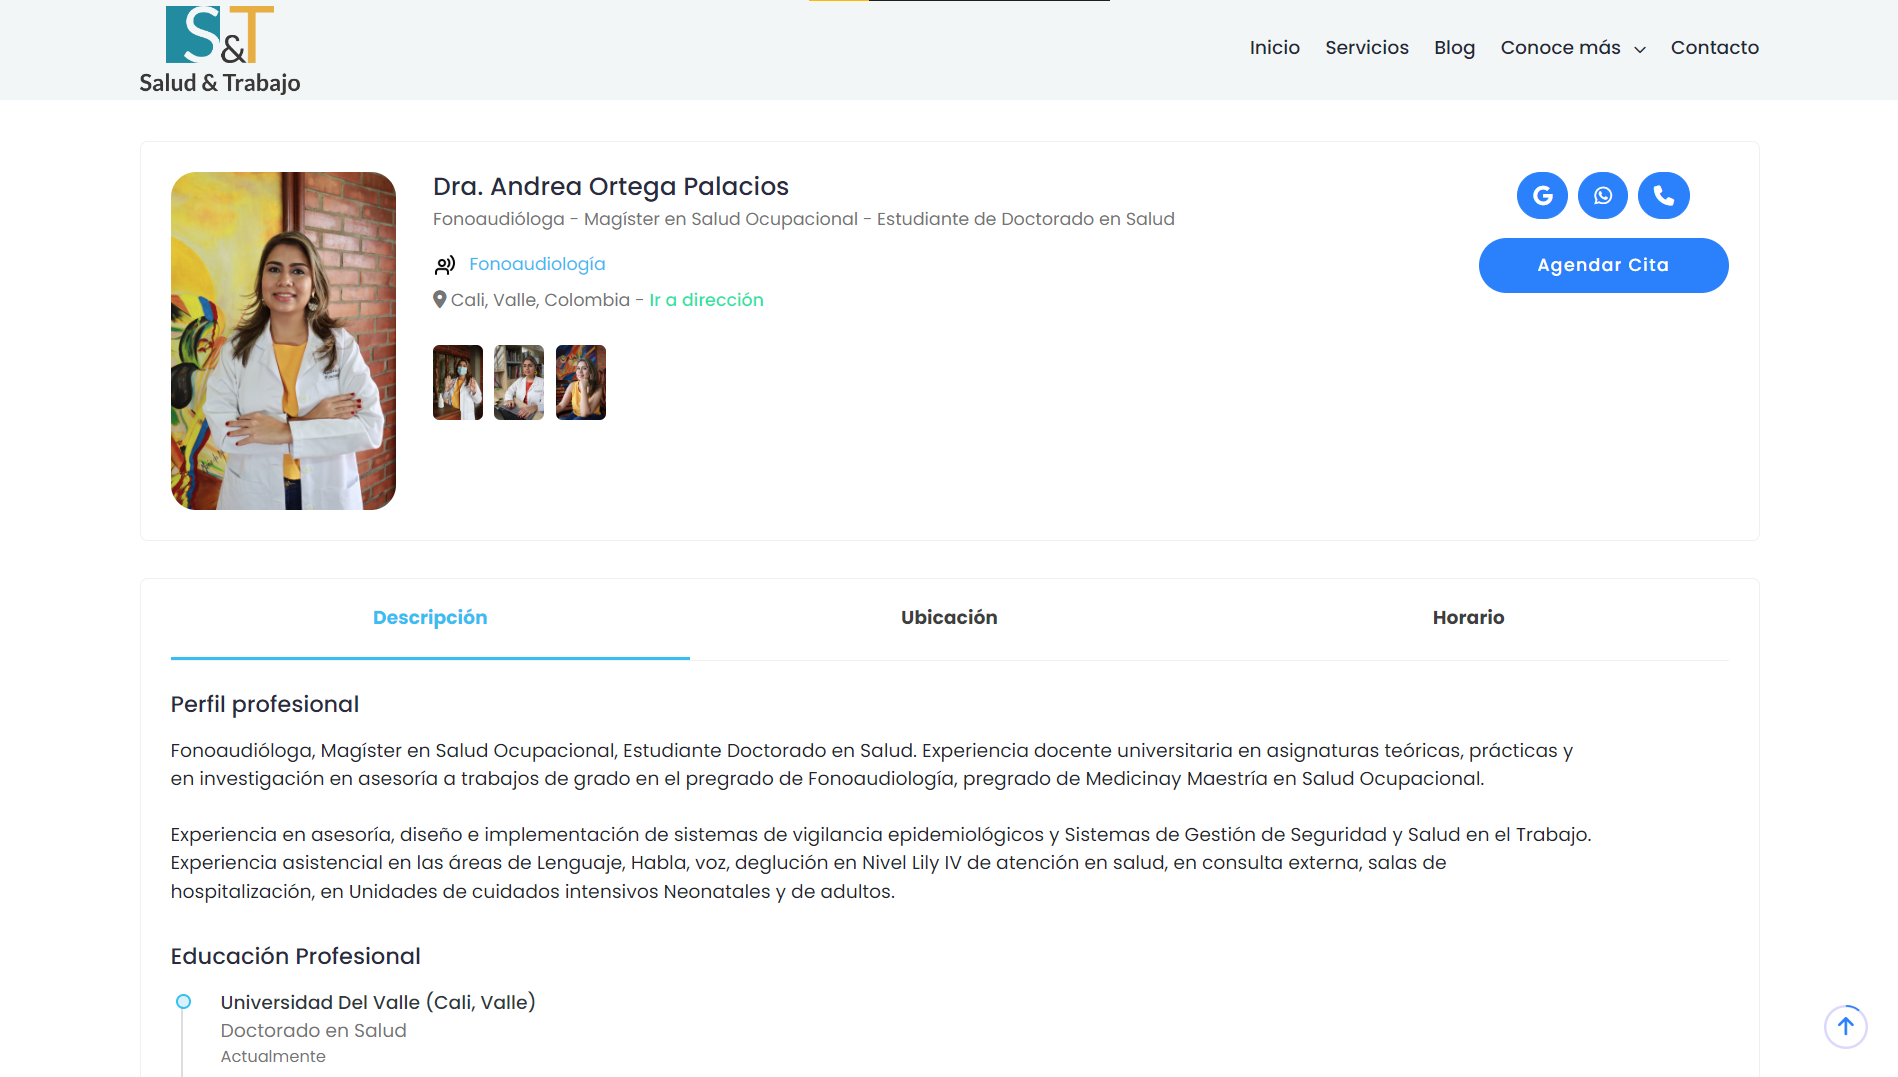 S&T
Salud & Trabajo
Inicio
Servicios
Blog
Conoce más
Contacto
Dra. Andrea Ortega Palacios
Fonoaudióloga - Magíster en Salud Ocupacional - Estudiante de Doctorado en Salud
Fonoaudiología
Cali, Valle, Colombia - Ir a dirección
Agendar Cita
Descripción
Ubicación
Horario
Perfil profesional
Fonoaudióloga, Magíster en Salud Ocupacional, Estudiante Doctorado en Salud. Experiencia docente universitaria en asignaturas teóricas, prácticas y
en investigación en asesoría a trabajos de grado en el pregrado de Fonoaudiología, pregrado de Medicinay Maestría en Salud Ocupacional.
Experiencia en asesoría, diseño e implementación de sistemas de vigilancia epidemiológicos y Sistemas de Gestión de Seguridad y Salud en el Trabajo.
Experiencia asistencial en las áreas de Lenguaje, Habla, voz, deglución en Nivel Lily IV de atención en salud, en consulta externa, salas de
hospitalización, en Unidades de cuidados intensivos Neonatales y de adultos.
Educación Profesional
Universidad Del Valle (Cali, Valle)
Doctorado en Salud
Actualmente